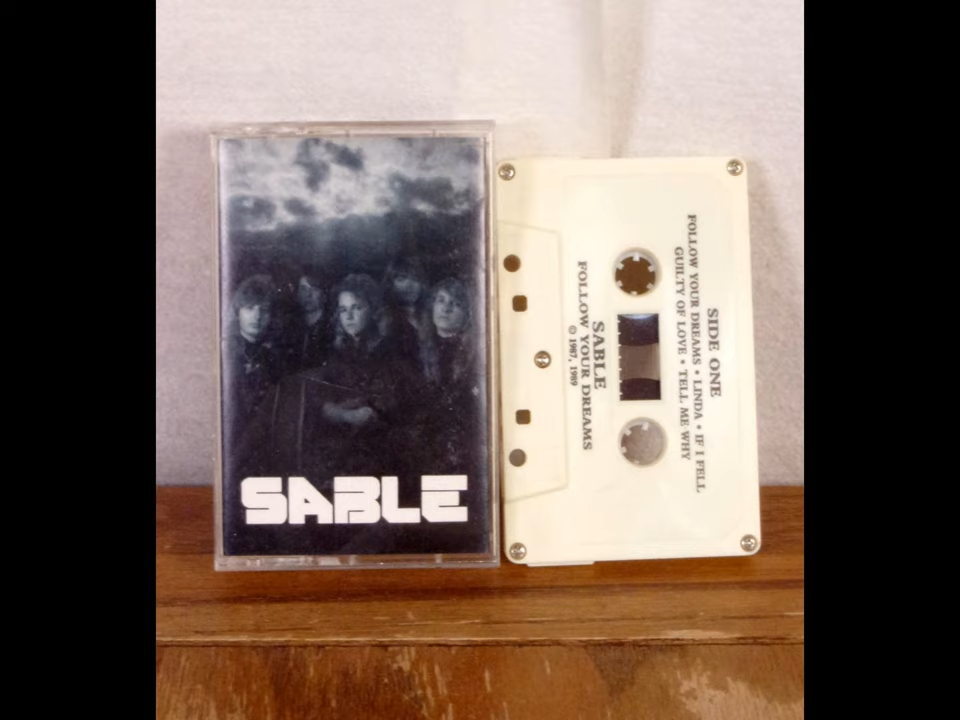 SABLE
SIDE ONE
FOLLOW YOUR DREAMS • LINDA • IF I FELL
GUILTY OF LOVE • TELL ME WHY
SABLE
FOLLOW YOUR DREAMS
© 1987, 1989